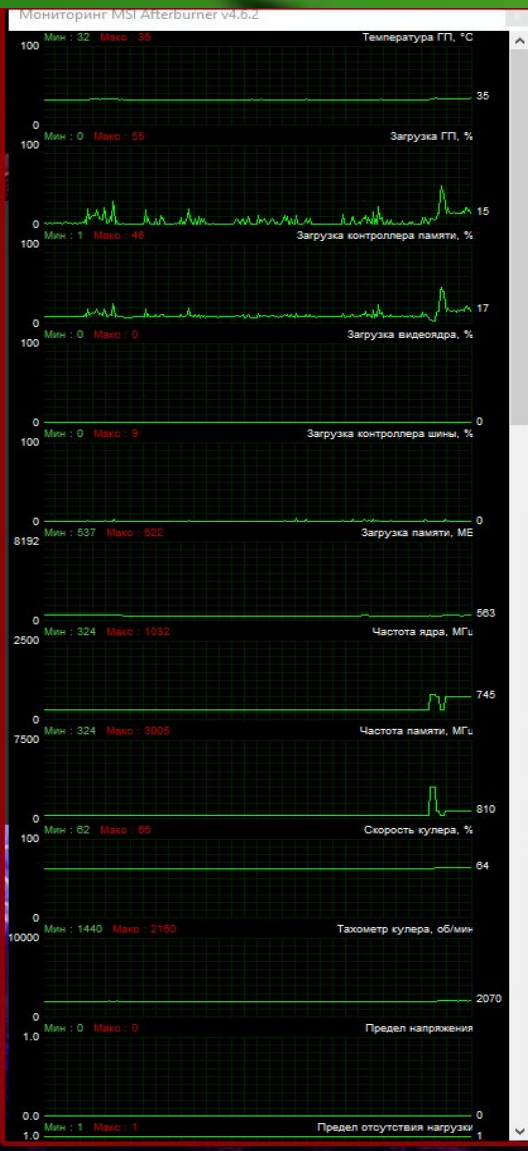 Мониторинг MSI Afterburner v4.6.2
100 Мин : 32 Макс : 36 Температура ГП, °C
35
0
100 Мин : 0 Макс : 55 Загрузка ГП, %
15
0
100 Мин : 1 Макс : 46 Загрузка контроллера памяти, %
17
0
100 Мин : 0 Макс : 0 Загрузка видеоядра, %
0 0
100 Мин : 0 Макс : 9 Загрузка контроллера шины, %
0 0
8192 Мин : 537 Макс : 622 Загрузка памяти, МБ
563
0
2500 Мин : 324 Макс : 1032 Частота ядра, МГц
745
0
7500 Мин : 324 Макс : 3005 Частота памяти, МГц
810
0
100 Мин : 62 Макс : 66 Скорость кулера, %
64
0
10000 Мин : 1440 Макс : 2160 Тахометр кулера, об/мин
2070
0
1.0 Мин : 0 Макс : 0 Предел напряжения
0.0 0
1.0 Мин : 1 Макс : 1 Предел отсутствия нагрузки
1